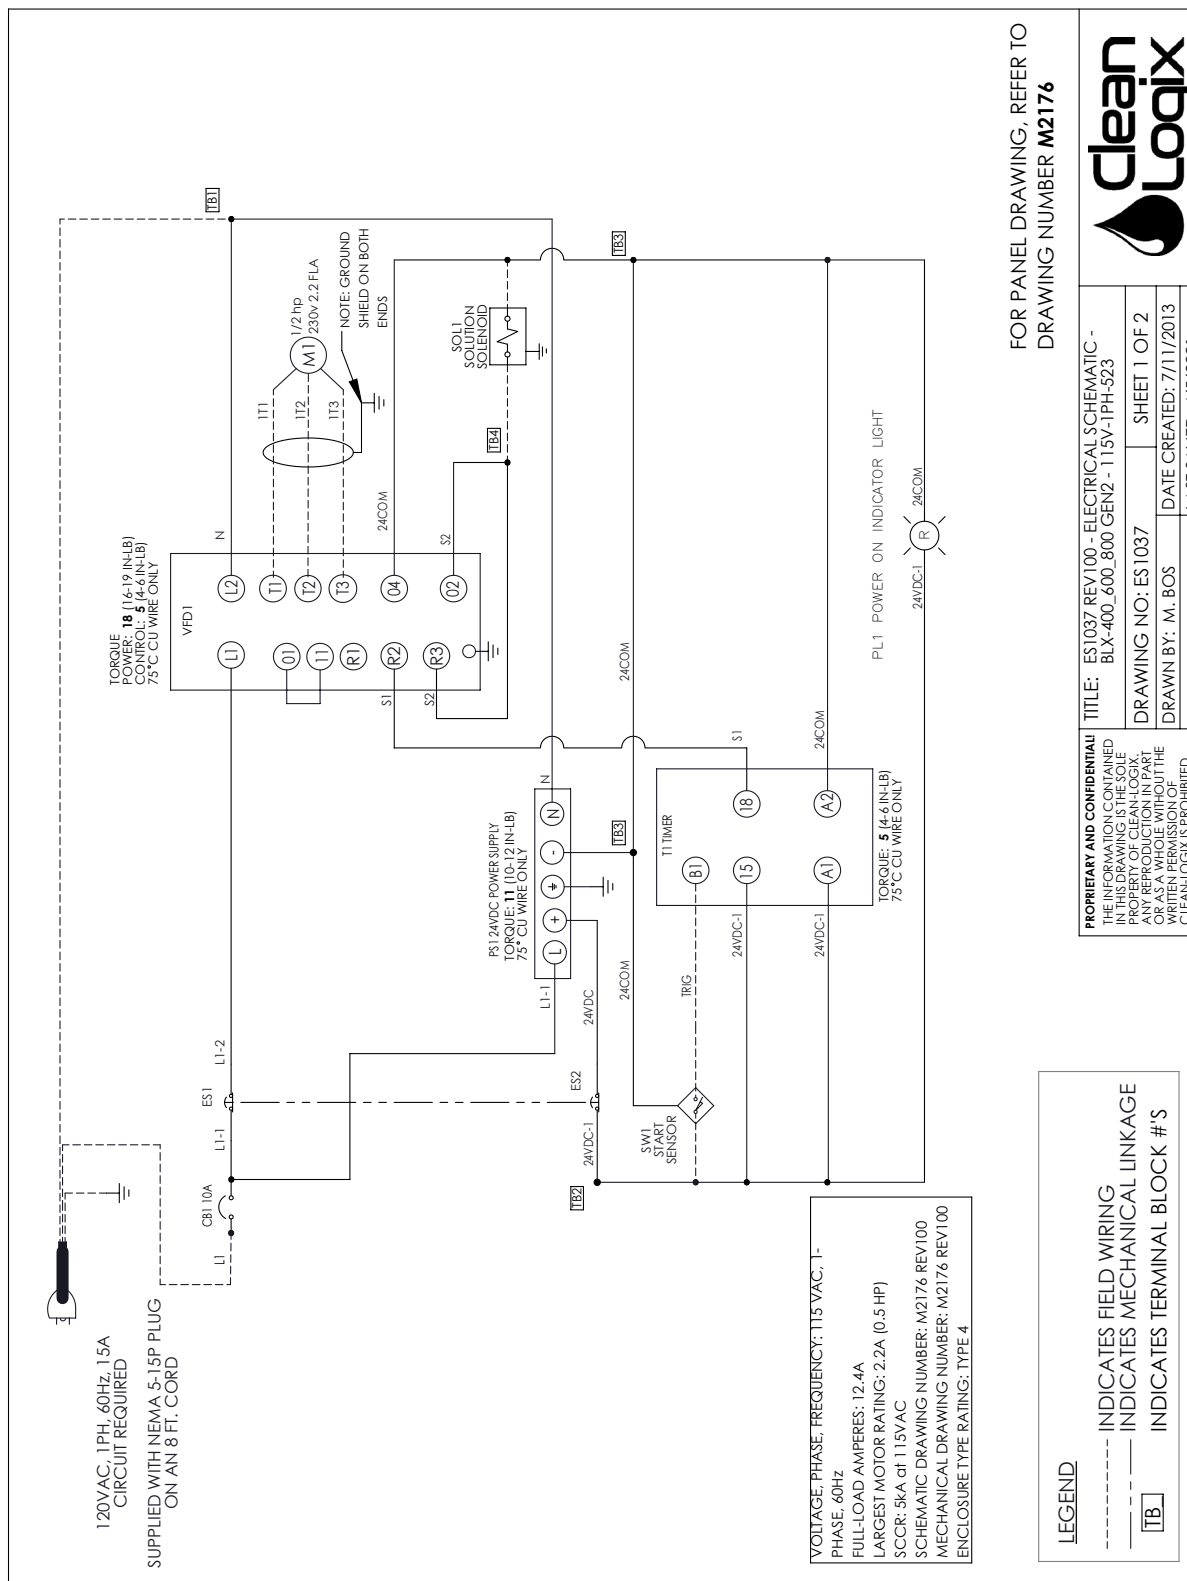 120VAC, 1PH, 60Hz, 15A
CIRCUIT REQUIRED
SUPPLIED WITH NEMA 5-15P PLUG
ON AN 8 FT. CORD
L1
CB1 10A
L1-1
ES1
L1-2
TORQUE
POWER: 18 (16-19 IN-LB)
CONTROL: 5 (4-6 IN-LB)
75°C CU WIRE ONLY
VFD1
L1
L2
01
11
R1
R2
R3
T1
T2
T3
04
02
N
TB1
1T1
1T2
1T3
M1
1/2 hp
230v 2.2 FLA
NOTE: GROUND
SHIELD ON BOTH
ENDS
24COM
S2
S1
S2
TB4
SOL1
SOLUTION
SOLENOID
PS1 24VDC POWER SUPPLY
TORQUE: 11 (10-12 IN-LB)
75° CU WIRE ONLY
L
+
-
N
N
L1-1
24VDC
ES2
24VDC-1
TB2
24COM
TB3
24COM
TB3
SW1
START
SENSOR
TRIG
T1 TIMER
B1
15
18
A1
A2
S1
24VDC-1
24VDC-1
24COM
TORQUE: 5 (4-6 IN-LB)
75°C CU WIRE ONLY
PL1 POWER ON INDICATOR LIGHT
24VDC-1
R
24COM
VOLTAGE, PHASE, FREQUENCY: 115 VAC, 1-
PHASE, 60Hz
FULL-LOAD AMPERES: 12.4A
LARGEST MOTOR RATING: 2.2A (0.5 HP)
SCCR: 5kA at 115VAC
SCHEMATIC DRAWING NUMBER: M2176 REV100
MECHANICAL DRAWING NUMBER: M2176 REV100
ENCLOSURE TYPE RATING: TYPE 4
FOR PANEL DRAWING, REFER TO
DRAWING NUMBER M2176
LEGEND
INDICATES FIELD WIRING
INDICATES MECHANICAL LINKAGE
TB_ INDICATES TERMINAL BLOCK #'S
PROPRIETARY AND CONFIDENTIAL!
THE INFORMATION CONTAINED
IN THIS DRAWING IS THE SOLE
PROPERTY OF CLEAN-LOGIX.
ANY REPRODUCTION IN PART
OR AS A WHOLE WITHOUT THE
WRITTEN PERMISSION OF
CLEAN-LOGIX IS PROHIBITED
TITLE: ES1037 REV100 - ELECTRICAL SCHEMATIC -
BLX-400_600_800 GEN2 - 115V-1PH-523
DRAWING NO: ES1037
SHEET 1 OF 2
DRAWN BY: M. BOS
DATE CREATED: 7/11/2013
Clean
Logix